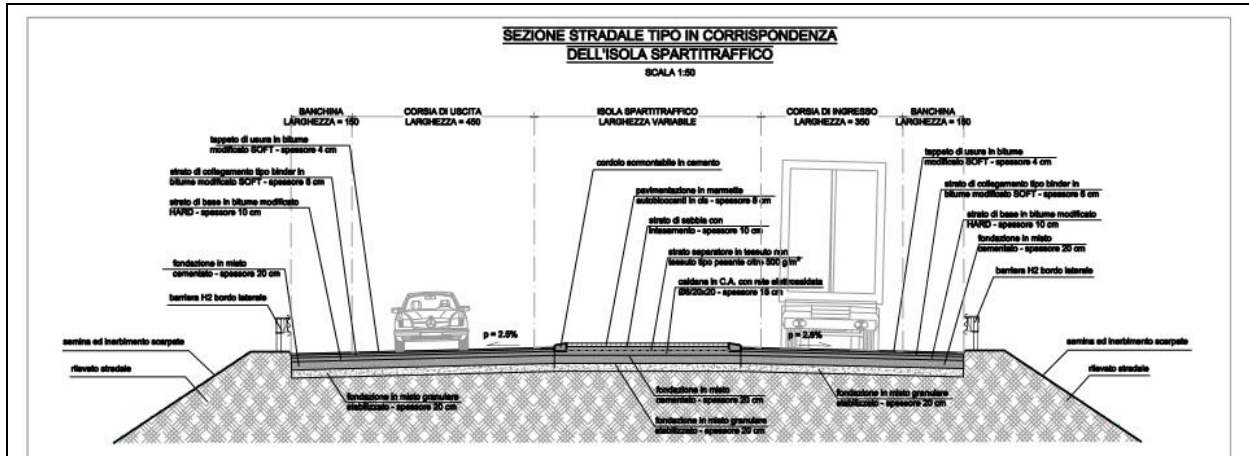 SEZIONE STRADALE TIPO IN CORRISPONDENZA
DELL'ISOLA SPARTITRAFFICO
SCALA 1:50
BANCHINA
LARGHEZZA = 150
CORSIA DI USCITA
LARGHEZZA = 450
ISOLA SPARTITRAFFICO
LARGHEZZA VARIABILE
CORSIA DI INGRESSO
LARGHEZZA = 350
BANCHINA
LARGHEZZA = 150
tappeto di usura in bitume
modificato SOFT - spessore 4 cm
strato di collegamento tipo binder in
bitume modificato SOFT - spessore 6 cm
strato di base in bitume modificato
HARD - spessore 10 cm
fondazione in misto
cementato - spessore 20 cm
barriera H2 bordo laterale
semina ed inerbimento scarpate
rilevato stradale
cordolo sormontabile in cemento
pavimentazione in marmette
autobloccanti in cls - spessore 8 cm
strato di sabbia con
intasamento - spessore 10 cm
strato separatore in tessuto non
tessuto tipo pesante oltre 500 g/m²
caldana in C.A. con rete elettrosaldata
Ø6/20x20 - spessore 15 cm
tappeto di usura in bitume
modificato SOFT - spessore 4 cm
strato di collegamento tipo binder in
bitume modificato SOFT - spessore 6 cm
strato di base in bitume modificato
HARD - spessore 10 cm
fondazione in misto
cementato - spessore 20 cm
barriera H2 bordo laterale
semina ed inerbimento scarpate
rilevato stradale
p = 2.5%
p = 2.5%
fondazione in misto granulare
stabilizzato - spessore 20 cm
fondazione in misto
cementato - spessore 20 cm
fondazione in misto granulare
stabilizzato - spessore 20 cm
fondazione in misto granulare
stabilizzato - spessore 20 cm